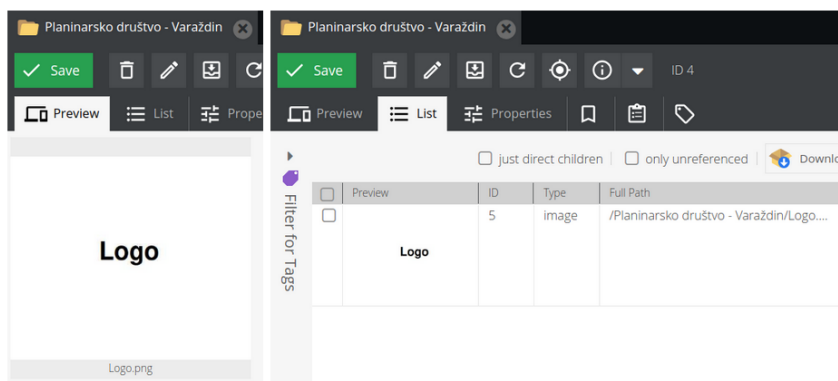 Planinarsko društvo - Varaždin
Save
Preview
List
Prope
Logo
Logo.png
Planinarsko društvo - Varaždin
Save
ID 4
Preview
List
Properties
just direct children
only unreferenced
Downlo
Filter for Tags
Preview
ID
Type
Full Path
5
image
/Planinarsko društvo - Varaždin/Logo....
Logo